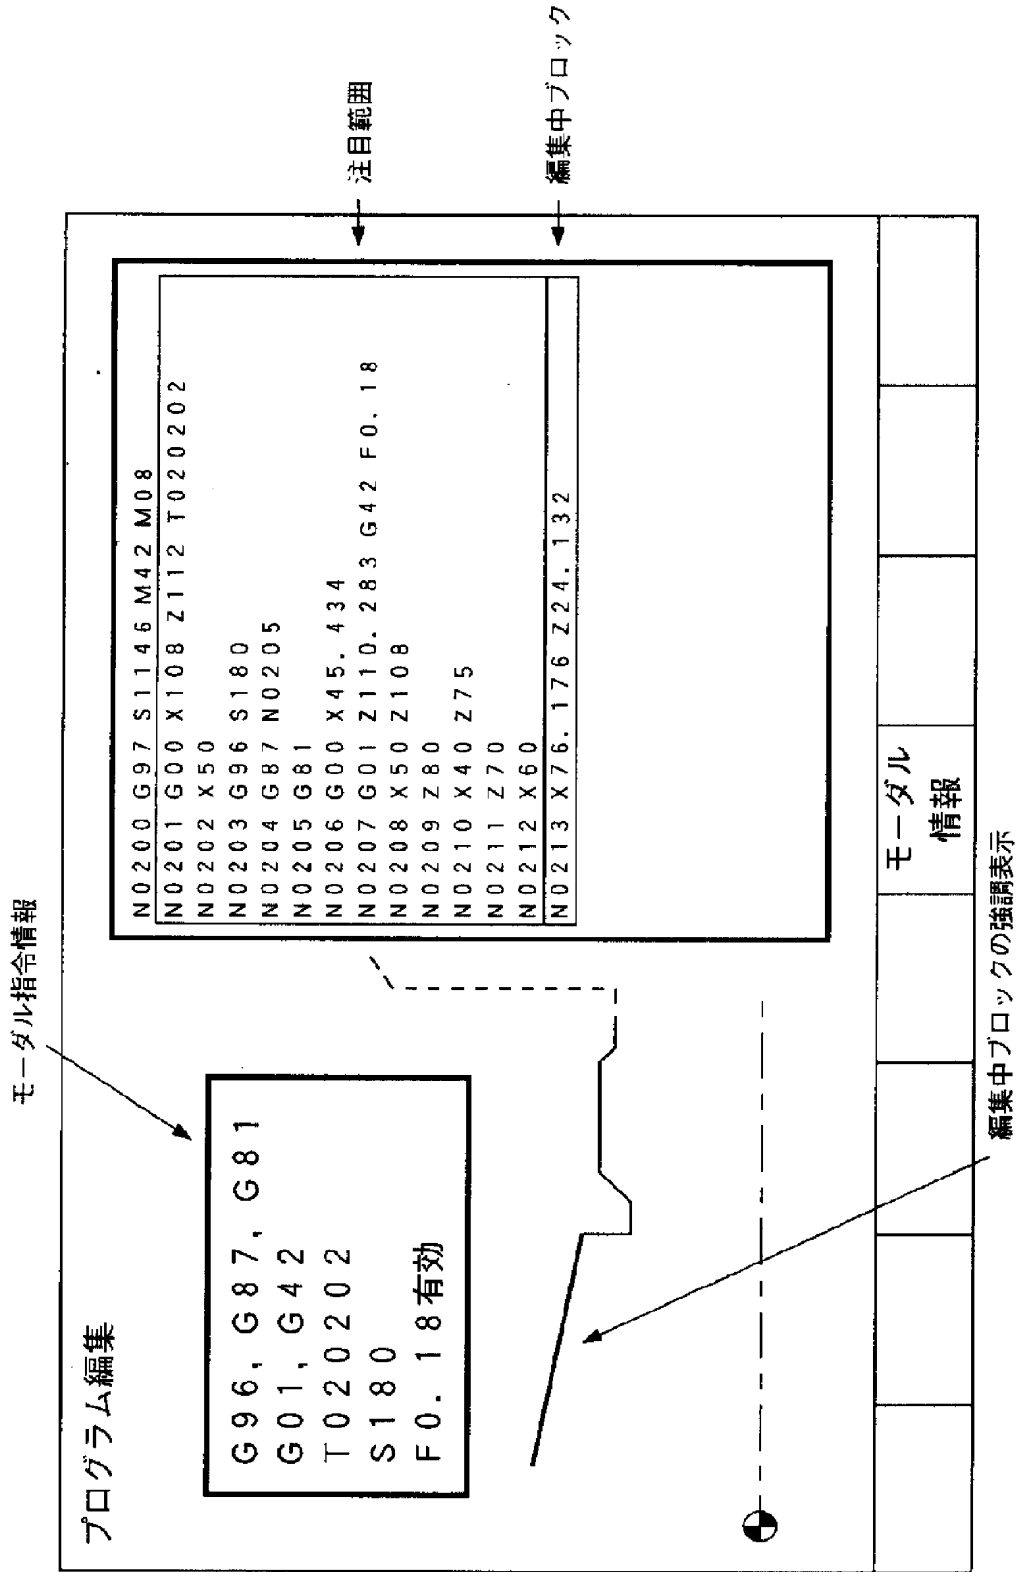 プログラム編集
モーダル指令情報
G96, G87, G81
G01, G42
T020202
S180
F0. 18有効
N0200 G97 S1146 M42 M08
N0201 G00 X108 Z112 T020202
N0202 X50
N0203 G96 S180
N0204 G87 N0205
N0205 G81
N0206 G00 X45. 434
N0207 G01 Z110. 283 G42 F0. 18
N0208 X50 Z108
N0209 Z80
N0210 X40 Z75
N0211 Z70
N0212 X60
N0213 X76. 176 Z24. 132
注目範囲
編集中ブロック
モーダル
情報
編集中ブロックの強調表示